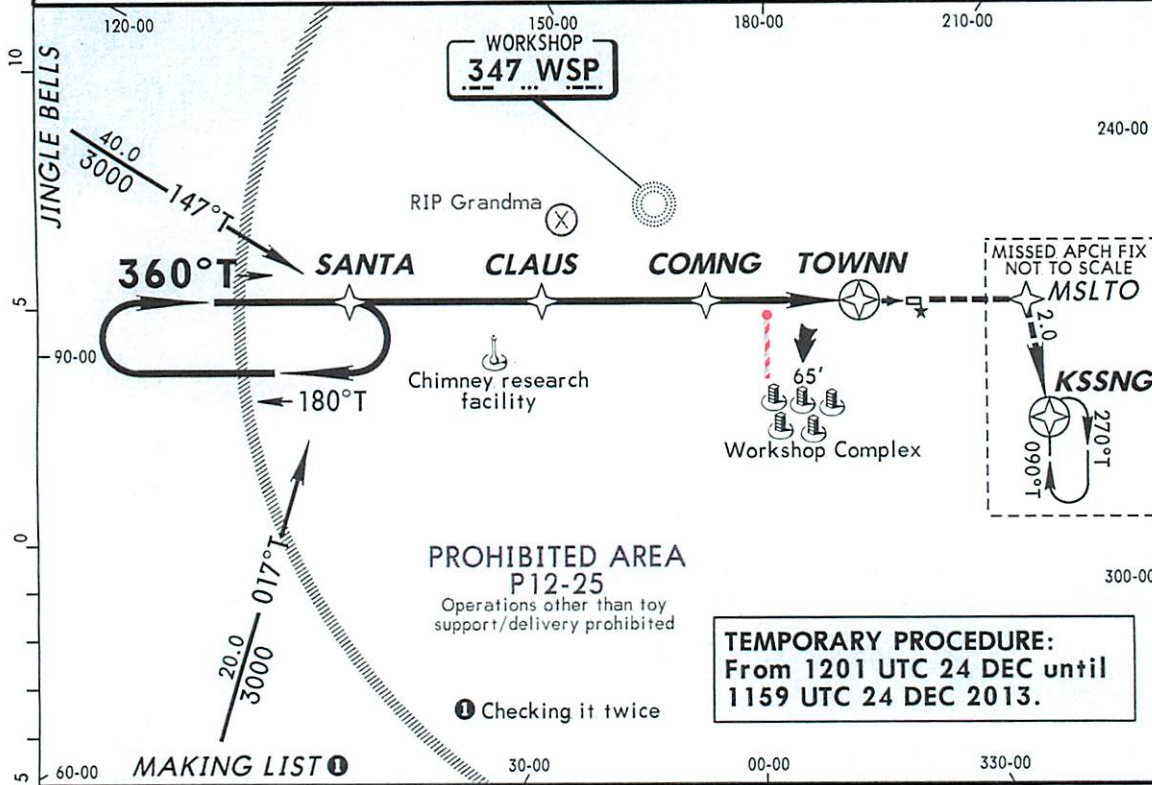 120-00
150-00
180-00
210-00
10
JINGLE BELLS
WORKSHOP
347 WSP
240-00
40.0
3000
147°T
RIP Grandma
X
360°T
SANTA
CLAUS
COMNG
TOWNN
MISSED APCH FIX
NOT TO SCALE
MSLTO
5
2.0
90-00
KSSNG
Chimney research
facility
65'
180°T
270°T
090°T
Workshop Complex
0
017°T
PROHIBITED AREA
P12-25
Operations other than toy
support/delivery prohibited
300-00
20.0
3000
TEMPORARY PROCEDURE:
From 1201 UTC 24 DEC until
1159 UTC 24 DEC 2013.
1 Checking it twice
5
60-00
MAKING LIST 1
30-00
00-00
330-00